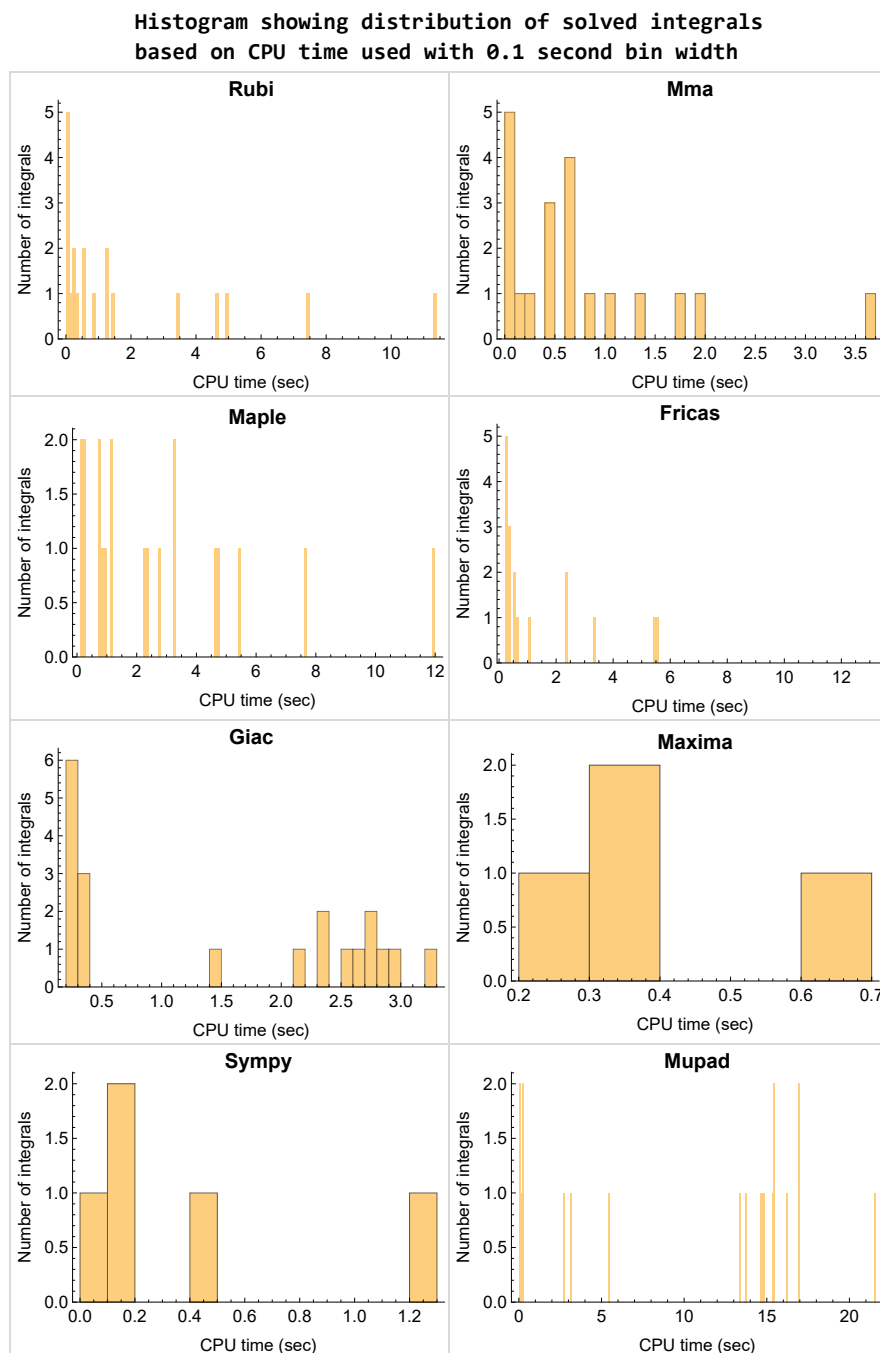 Histogram showing distribution of solved integrals
based on CPU time used with 0.1 second bin width
Rubi
Number of integrals
5
4
3
2
1
0
0 2 4 6 8 10
CPU time (sec)
Mma
Number of integrals
5
4
3
2
1
0
0.0 0.5 1.0 1.5 2.0 2.5 3.0 3.5
CPU time (sec)
Maple
Number of integrals
2.0
1.5
1.0
0.5
0.0
0 2 4 6 8 10 12
CPU time (sec)
Fricas
Number of integrals
5
4
3
2
1
0
0 2 4 6 8 10 12
CPU time (sec)
Giac
Number of integrals
6
5
4
3
2
1
0
0.5 1.0 1.5 2.0 2.5 3.0
CPU time (sec)
Maxima
Number of integrals
2.0
1.5
1.0
0.5
0.0
0.2 0.3 0.4 0.5 0.6 0.7
CPU time (sec)
Sympy
Number of integrals
2.0
1.5
1.0
0.5
0.0
0.0 0.2 0.4 0.6 0.8 1.0 1.2
CPU time (sec)
Mupad
Number of integrals
2.0
1.5
1.0
0.5
0.0
0 5 10 15 20
CPU time (sec)